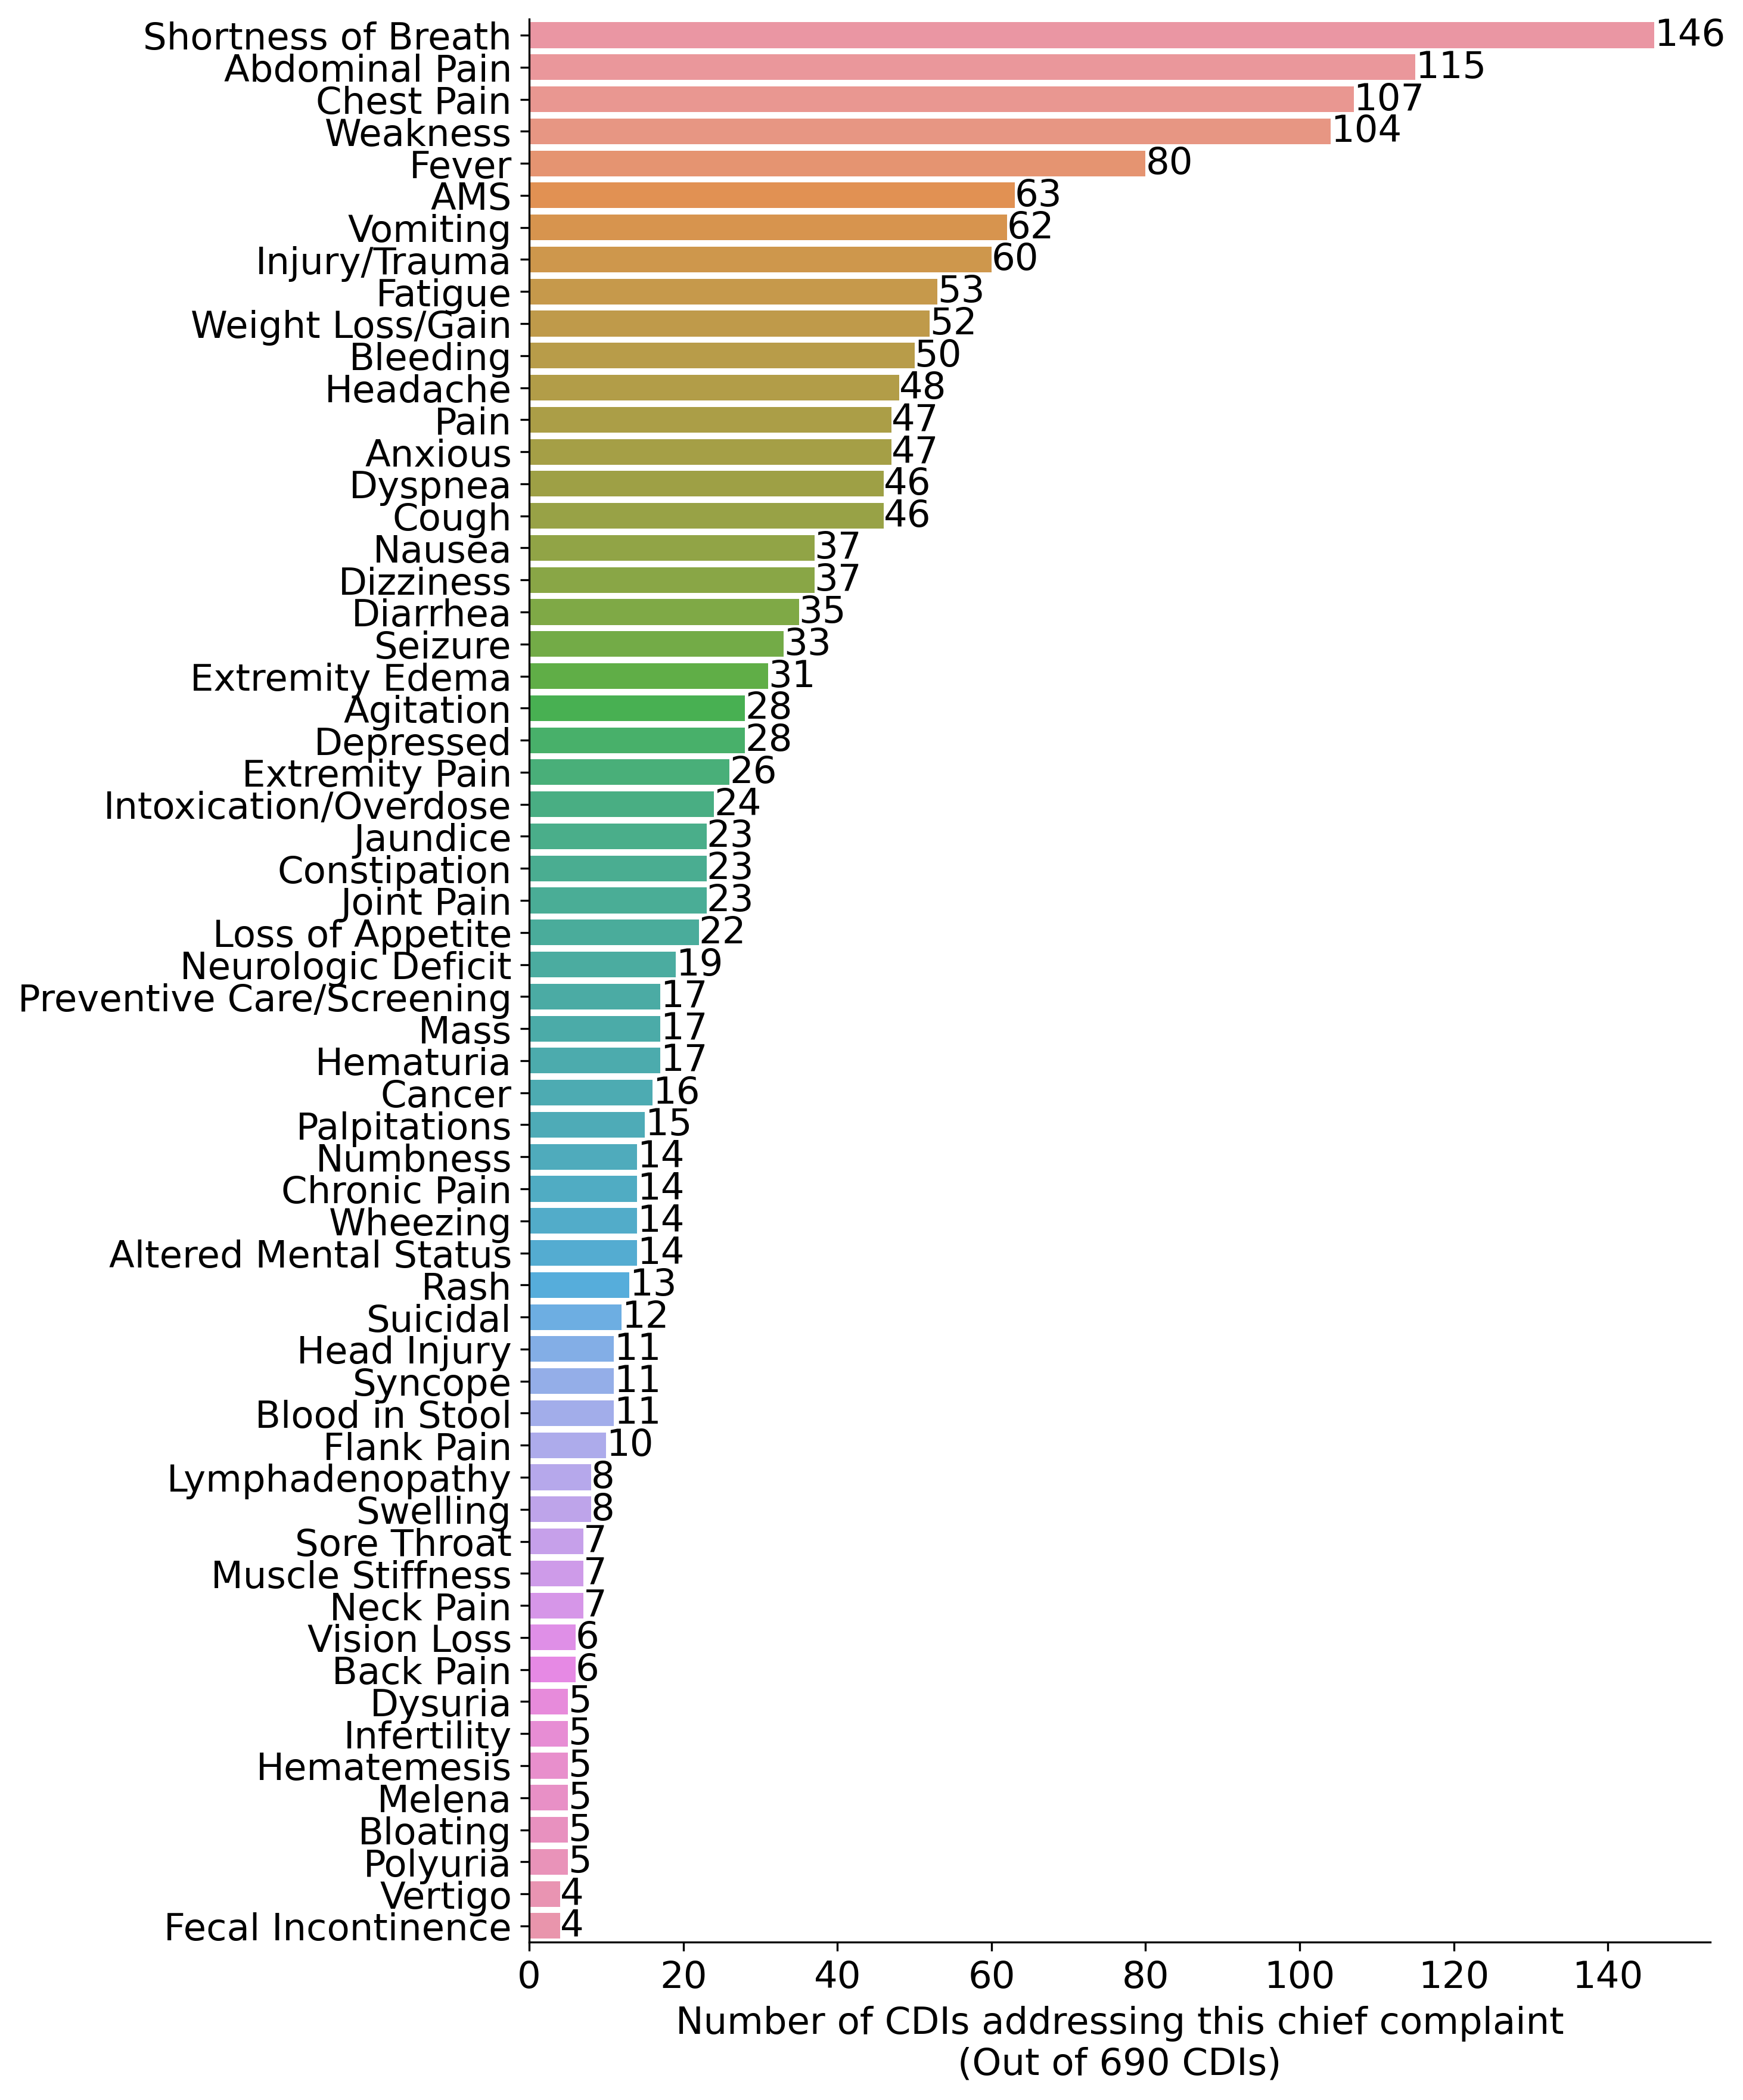 Shortness of Breath 146
Abdominal Pain 115
Chest Pain 107
Weakness 104
Fever 80
AMS 63
Vomiting 62
Injury/Trauma 60
Fatigue 53
Weight Loss/Gain 52
Bleeding 50
Headache 48
Pain 47
Anxious 47
Dyspnea 46
Cough 46
Nausea 37
Dizziness 37
Diarrhea 35
Seizure 33
Extremity Edema 31
Agitation 28
Depressed 28
Extremity Pain 26
Intoxication/Overdose 24
Jaundice 23
Constipation 23
Joint Pain 23
Loss of Appetite 22
Neurologic Deficit 19
Preventive Care/Screening 17
Mass 17
Hematuria 17
Cancer 16
Palpitations 15
Numbness 14
Chronic Pain 14
Wheezing 14
Altered Mental Status 14
Rash 13
Suicidal 12
Head Injury 11
Syncope 11
Blood in Stool 11
Flank Pain 10
Lymphadenopathy 8
Swelling 8
Sore Throat 7
Muscle Stiffness 7
Neck Pain 7
Vision Loss 6
Back Pain 6
Dysuria 5
Infertility 5
Hematemesis 5
Melena 5
Bloating 5
Polyuria 5
Vertigo 4
Fecal Incontinence 4
0 20 40 60 80 100 120 140
Number of CDIs addressing this chief complaint
(Out of 690 CDIs)